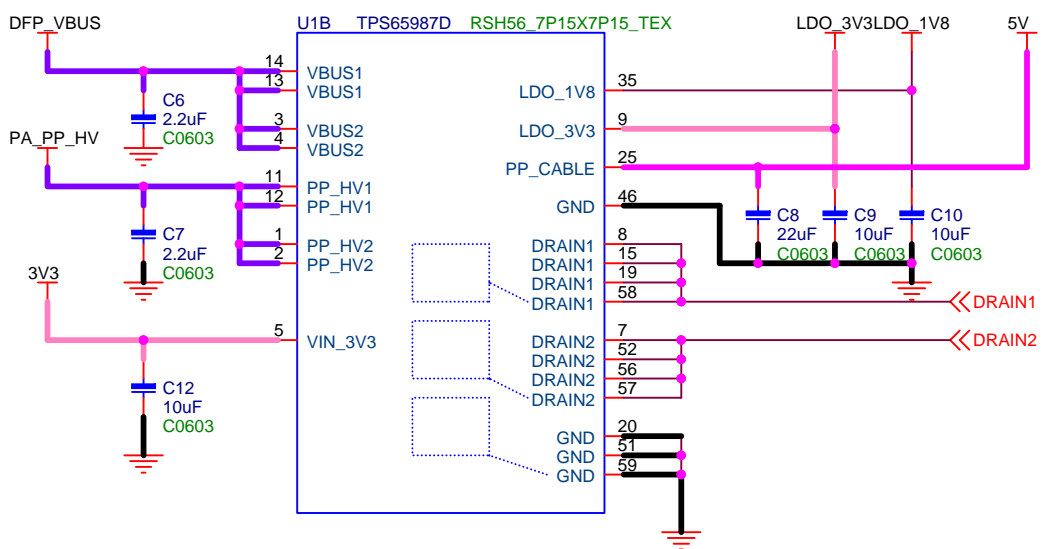 DFP_VBUS
U1B TPS65987D RSH56_7P15X7P15_TEX
LDO_3V3 LDO_1V8 5V
14 VBUS1
13 VBUS1
3 VBUS2
4 VBUS2
C6
2.2uF
C0603
PA_PP_HV
11 PP_HV1
12 PP_HV1
1 PP_HV2
2 PP_HV2
C7
2.2uF
C0603
3V3
5 VIN_3V3
C12
10uF
C0603
LDO_1V8 35
LDO_3V3 9
PP_CABLE 25
GND 46
C8
22uF
C0603
C9
10uF
C0603
C10
10uF
C0603
DRAIN1 8
DRAIN1 15
DRAIN1 19
DRAIN1 58
DRAIN1
DRAIN2 7
DRAIN2
DRAIN2 52
DRAIN2 56
DRAIN2 57
GND 20
GND 51
GND 59